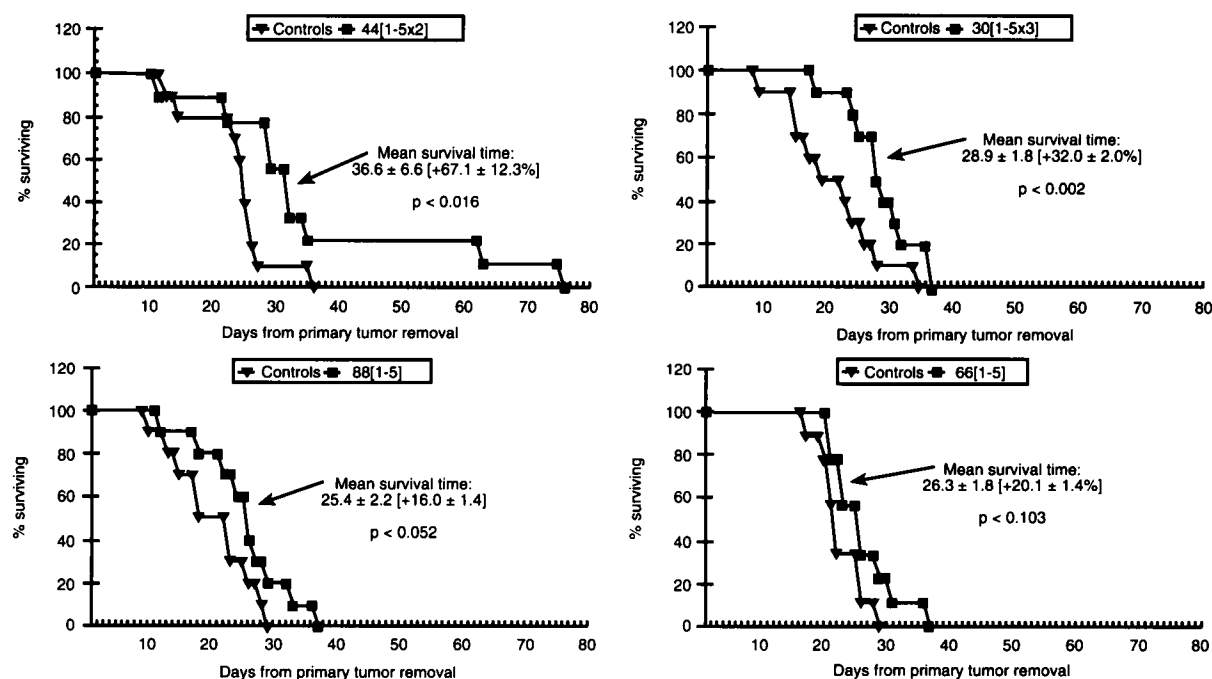 Controls 44[1-5x2]
120
100
80
60
40
20
0
% surviving
Mean survival time:
36.6 ± 6.6 [+67.1 ± 12.3%]
p < 0.016
10 20 30 40 50 60 70 80
Days from primary tumor removal
Controls 30[1-5x3]
120
100
80
60
40
20
0
% surviving
Mean survival time:
28.9 ± 1.8 [+32.0 ± 2.0%]
p < 0.002
10 20 30 40 50 60 70 80
Days from primary tumor removal
Controls 88[1-5]
120
100
80
60
40
20
0
% surviving
Mean survival time:
25.4 ± 2.2 [+16.0 ± 1.4]
p < 0.052
10 20 30 40 50 60 70 80
Days from primary tumor removal
Controls 66[1-5]
120
100
80
60
40
20
0
% surviving
Mean survival time:
26.3 ± 1.8 [+20.1 ± 1.4%]
p < 0.103
10 20 30 40 50 60 70 80
Days from primary tumor removal